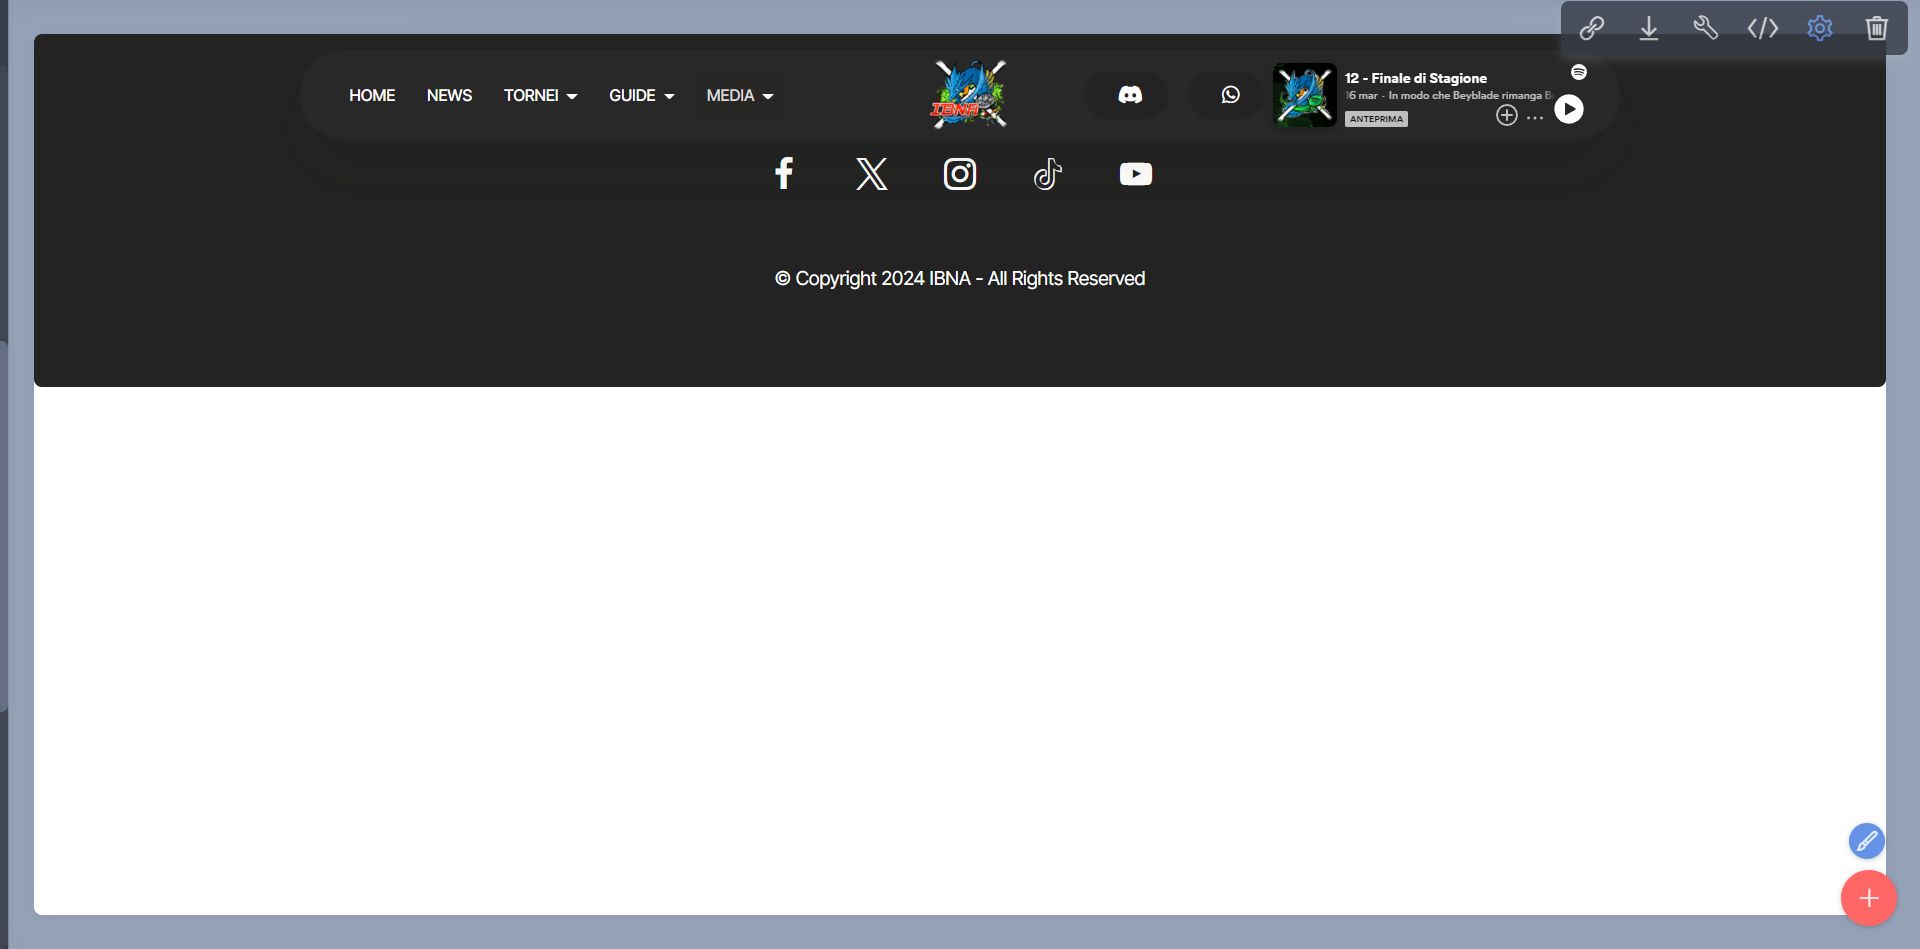 HOME NEWS TORNEI GUIDE MEDIA
IBNA
12 - Finale di Stagione
16 mar · In modo che Beyblade rimanga
ANTEPRIMA
© Copyright 2024 IBNA - All Rights Reserved